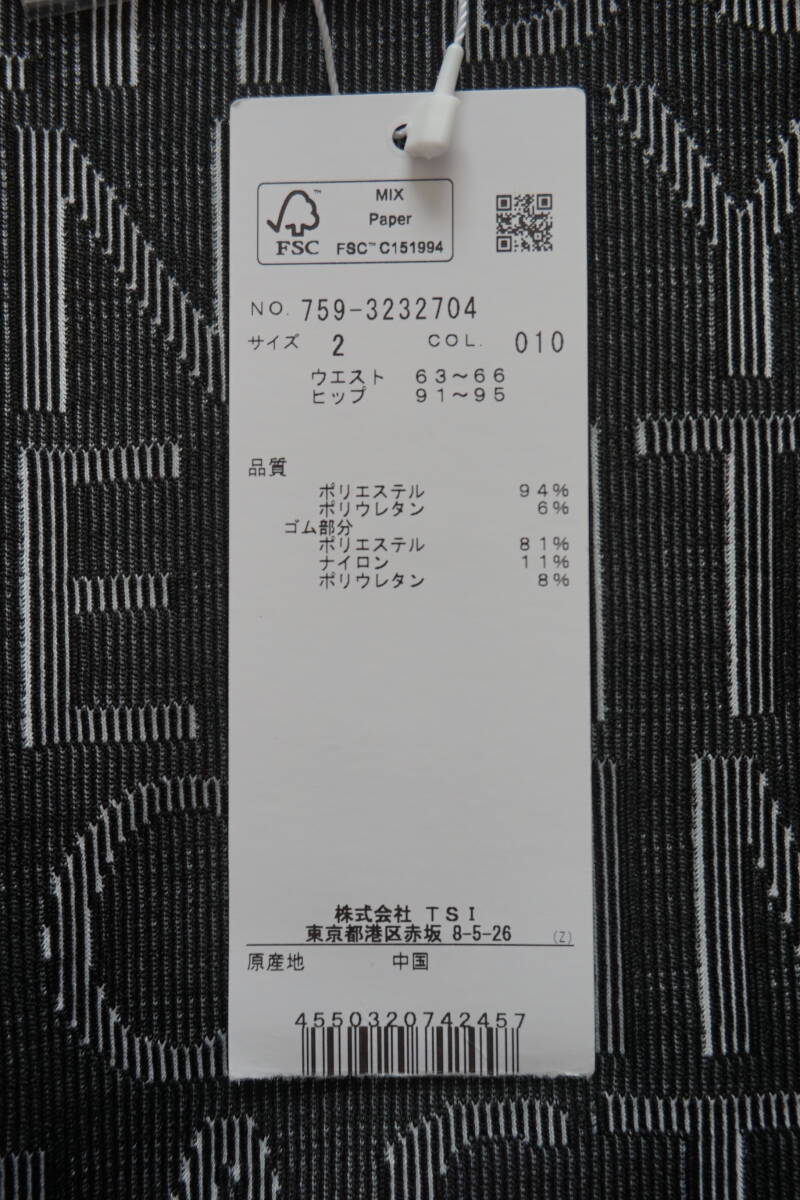 MIX
Paper
FSC™ C151994
FSC™
NO. 759-3232704
サイズ 2 COL. 010
ウエスト 63～66
ヒップ 91～95
品質
ポリエステル 94%
ポリウレタン 6%
ゴム部分
ポリエステル 81%
ナイロン 11%
ポリウレタン 8%
株式会社 TSI
東京都港区赤坂 8-5-26 (Z)
原産地 中国
4550320742457